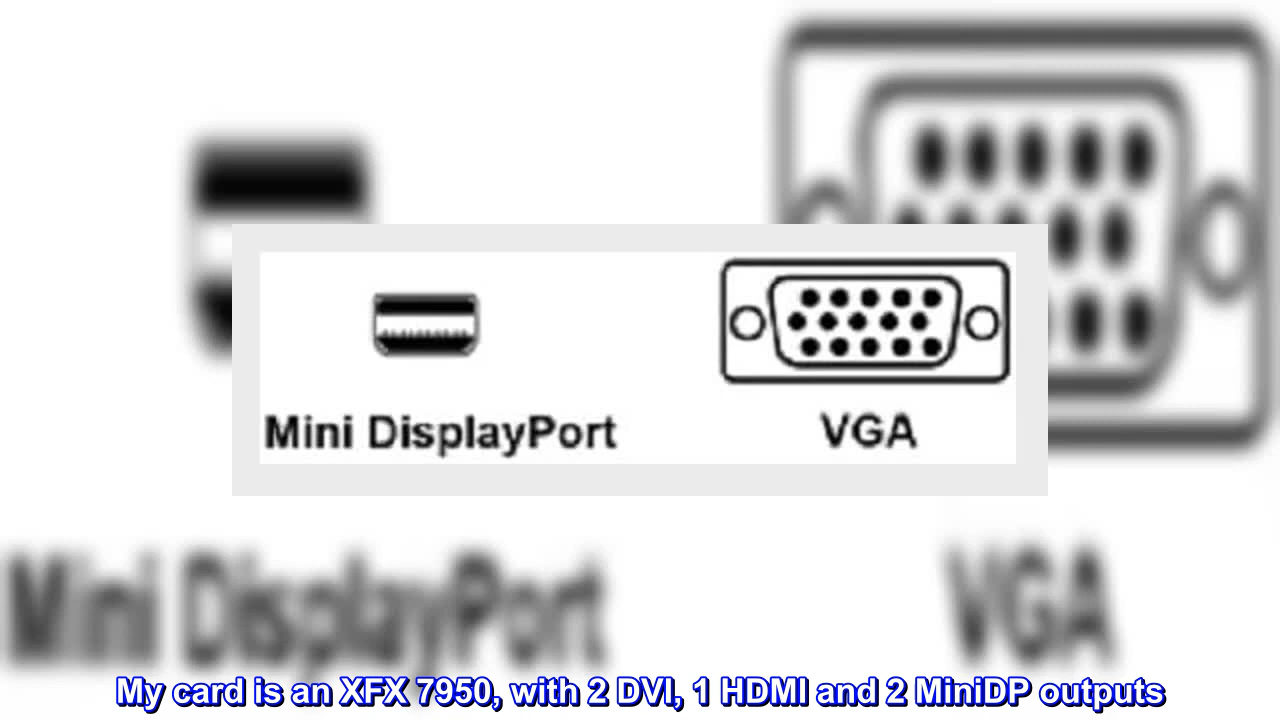 Mini DisplayPort VGA
Mini DisplayPort VGA
My card is an XFX 7950, with 2 DVI, 1 HDMI and 2 MiniDP outputs